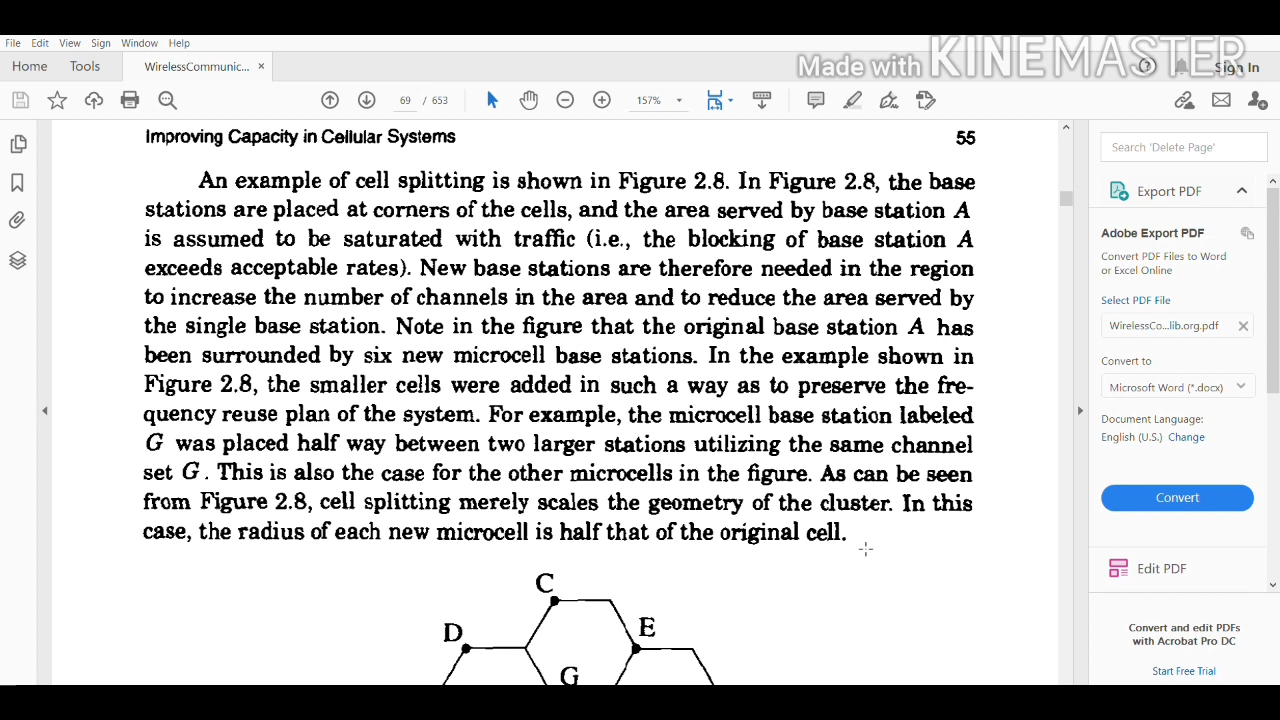 Made with KINEMASTER
File Edit View Sign Window Help
Home Tools WirelessCommunic... × Sign In
69 / 653 157%
Improving Capacity in Cellular Systems 55
An example of cell splitting is shown in Figure 2.8. In Figure 2.8, the base
stations are placed at corners of the cells, and the area served by base station A
is assumed to be saturated with traffic (i.e., the blocking of base station A
exceeds acceptable rates). New base stations are therefore needed in the region
to increase the number of channels in the area and to reduce the area served by
the single base station. Note in the figure that the original base station A has
been surrounded by six new microcell base stations. In the example shown in
Figure 2.8, the smaller cells were added in such a way as to preserve the fre-
quency reuse plan of the system. For example, the microcell base station labeled
G was placed half way between two larger stations utilizing the same channel
set G. This is also the case for the other microcells in the figure. As can be seen
from Figure 2.8, cell splitting merely scales the geometry of the cluster. In this
case, the radius of each new microcell is half that of the original cell.
C
D
E
G
Search 'Delete Page'
Export PDF
Adobe Export PDF
Convert PDF Files to Word
or Excel Online
Select PDF File
WirelessCo...lib.org.pdf
Convert to
Microsoft Word (*.docx)
Document Language:
English (U.S.) Change
Convert
Edit PDF
Convert and edit PDFs
with Acrobat Pro DC
Start Free Trial